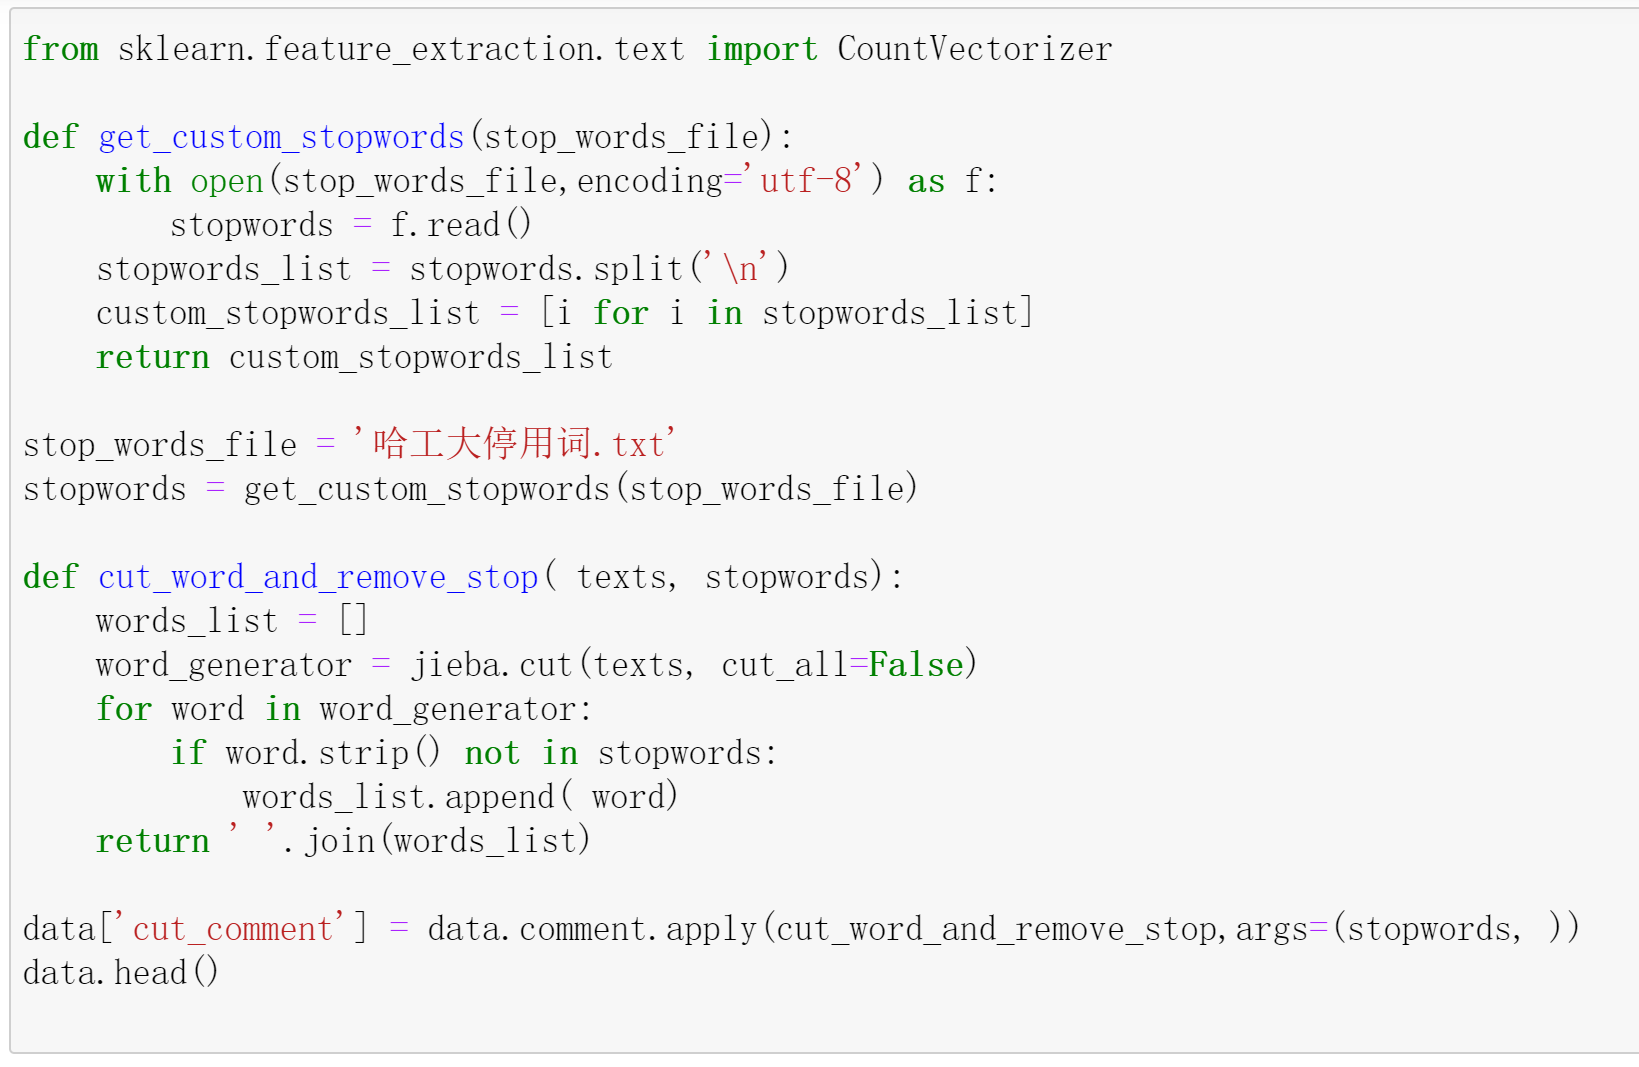 from sklearn.feature_extraction.text import CountVectorizer
def get_custom_stopwords(stop_words_file):
    with open(stop_words_file,encoding='utf-8') as f:
        stopwords = f.read()
    stopwords_list = stopwords.split('\n')
    custom_stopwords_list = [i for i in stopwords_list]
    return custom_stopwords_list
stop_words_file = '哈工大停用词.txt'
stopwords = get_custom_stopwords(stop_words_file)
def cut_word_and_remove_stop( texts, stopwords):
    words_list = []
    word_generator = jieba.cut(texts, cut_all=False)
    for word in word_generator:
        if word.strip() not in stopwords:
            words_list.append( word)
    return ' '.join(words_list)
data['cut_comment'] = data.comment.apply(cut_word_and_remove_stop,args=(stopwords, ))
data.head()